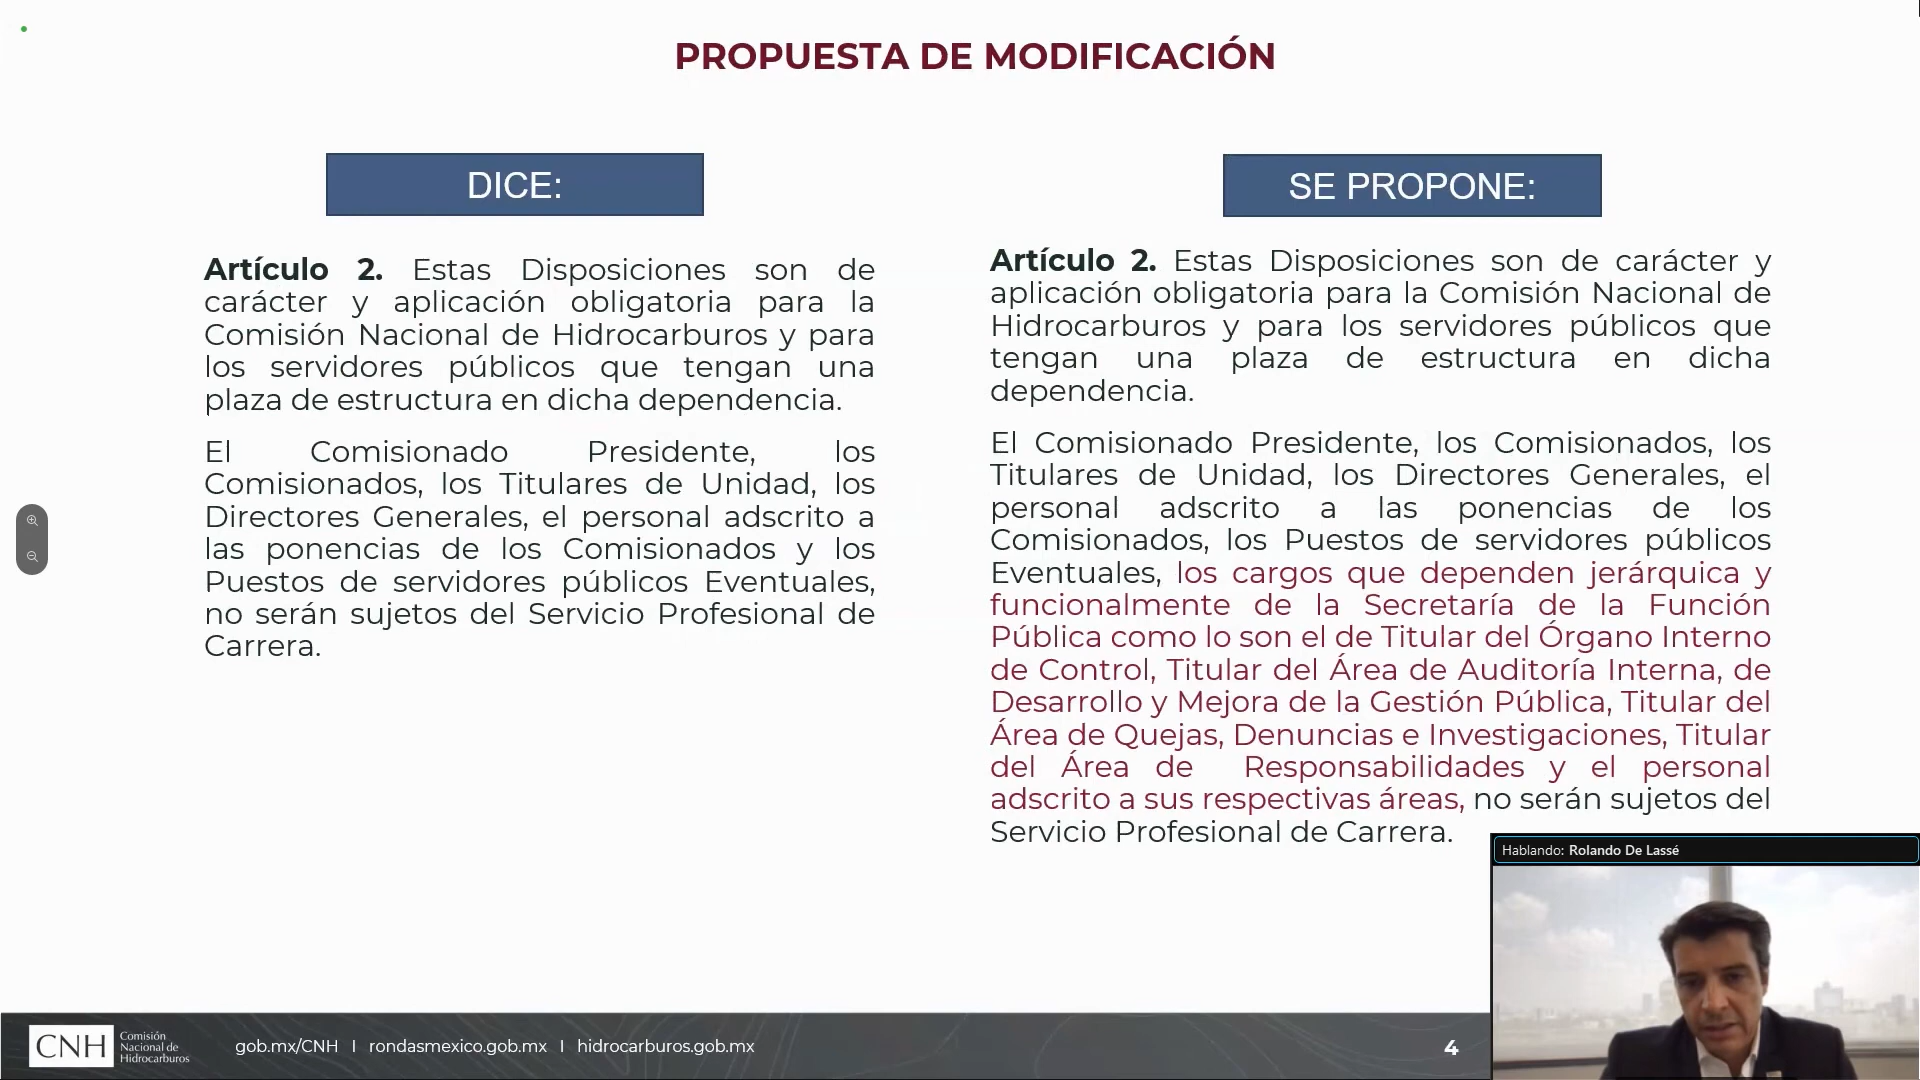 PROPUESTA DE MODIFICACIÓN
DICE:
Artículo 2. Estas Disposiciones son de
carácter y aplicación obligatoria para la
Comisión Nacional de Hidrocarburos y para
los servidores públicos que tengan una
plaza de estructura en dicha dependencia.
El Comisionado Presidente, los
Comisionados, los Titulares de Unidad, los
Directores Generales, el personal adscrito a
las ponencias de los Comisionados y los
Puestos de servidores públicos Eventuales,
no serán sujetos del Servicio Profesional de
Carrera.
SE PROPONE:
Artículo 2. Estas Disposiciones son de carácter y
aplicación obligatoria para la Comisión Nacional de
Hidrocarburos y para los servidores públicos que
tengan una plaza de estructura en dicha
dependencia.
El Comisionado Presidente, los Comisionados, los
Titulares de Unidad, los Directores Generales, el
personal adscrito a las ponencias de los
Comisionados, los Puestos de servidores públicos
Eventuales, los cargos que dependen jerárquica y
funcionalmente de la Secretaría de la Función
Pública como lo son el de Titular del Órgano Interno
de Control, Titular del Área de Auditoría Interna, de
Desarrollo y Mejora de la Gestión Pública, Titular del
Área de Quejas, Denuncias e Investigaciones, Titular
del Área de Responsabilidades y el personal
adscrito a sus respectivas áreas, no serán sujetos del
Servicio Profesional de Carrera.
Hablando: Rolando De Lassé
CNH
Comisión
Nacional de
Hidrocarburos
gob.mx/CNH I rondasmexico.gob.mx I hidrocarburos.gob.mx
4